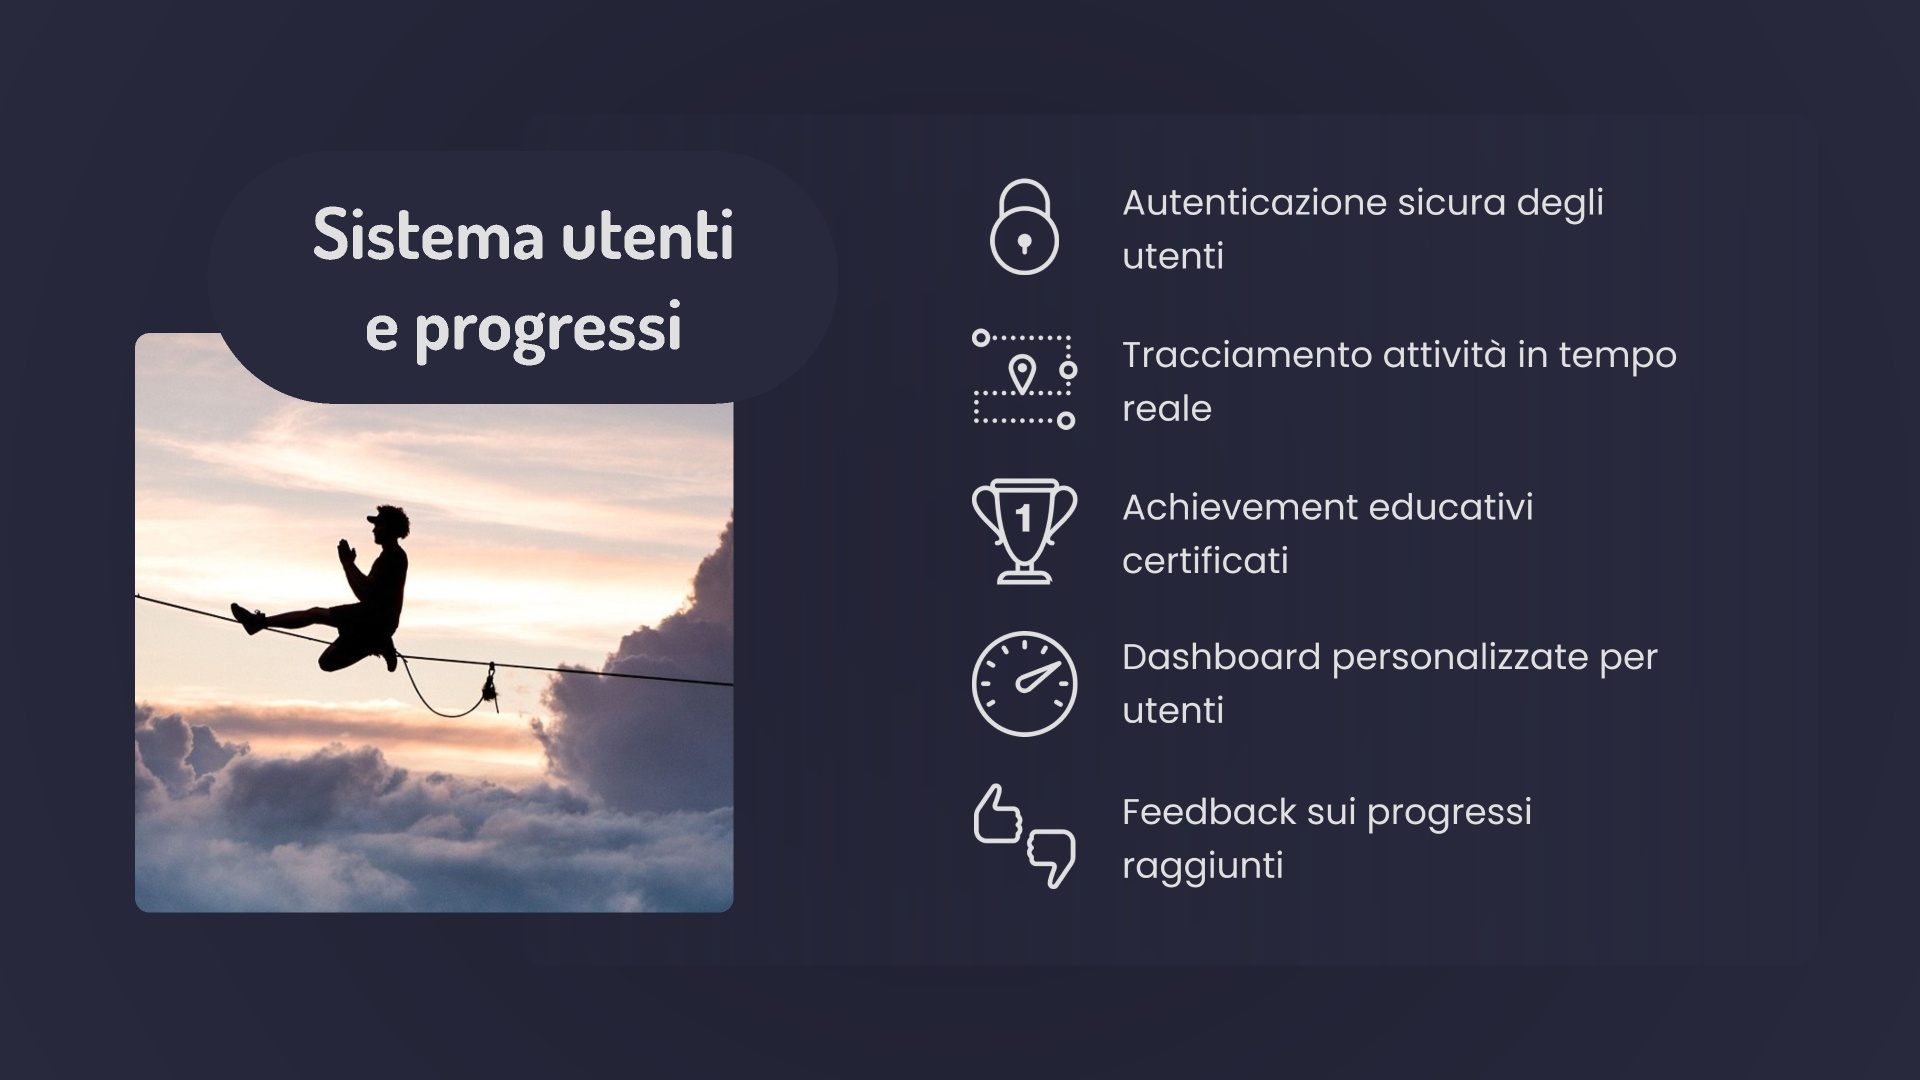 Sistema utenti
e progressi
Autenticazione sicura degli
utenti
Tracciamento attività in tempo
reale
1
Achievement educativi
certificati
Dashboard personalizzate per
utenti
Feedback sui progressi
raggiunti